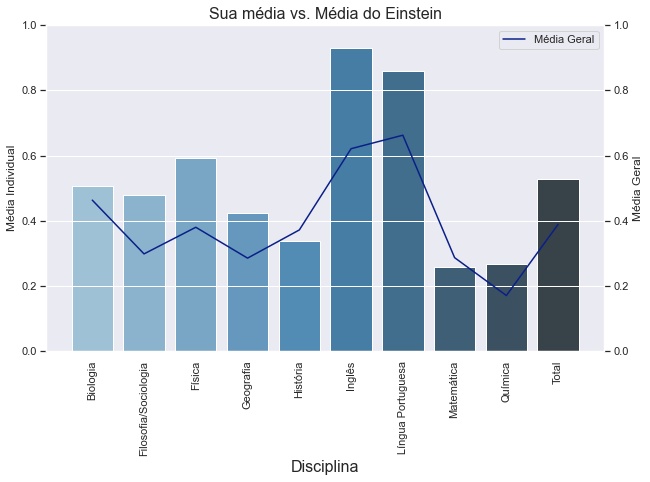 Sua média vs. Média do Einstein
Média Geral
1.0
0.8
0.6
0.4
0.2
0.0
Média Individual
1.0
0.8
0.6
0.4
0.2
0.0
Média Geral
Biologia
Filosofia/Sociologia
Física
Geografia
História
Inglês
Língua Portuguesa
Matemática
Química
Total
Disciplina